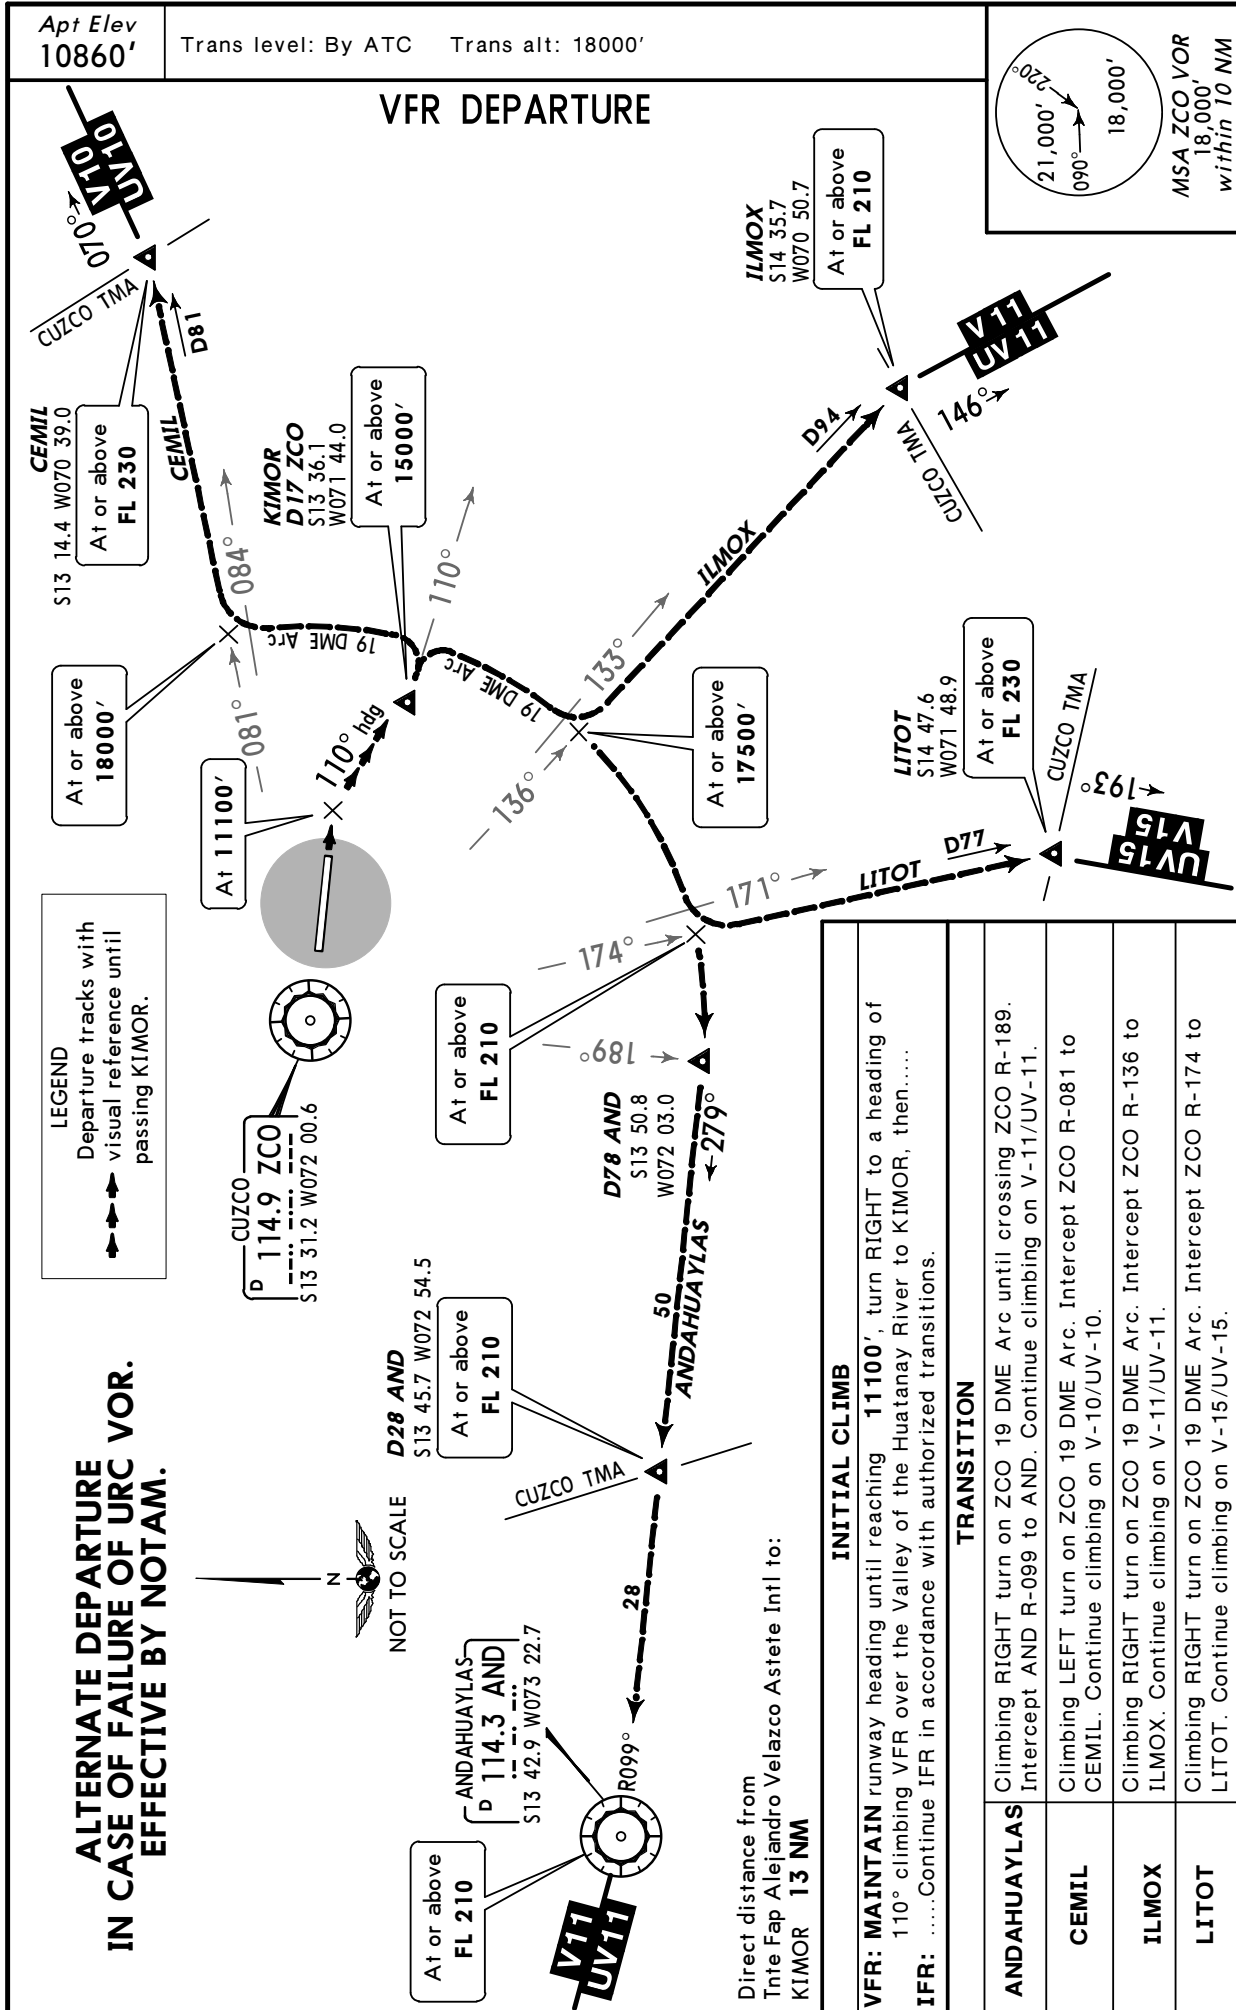 Apt Elev
10860'
Trans level: By ATC Trans alt: 18000'
220°
21,000'
090°
18,000'
MSA ZCO VOR
18,000'
within 10 NM
VFR DEPARTURE
ALTERNATE DEPARTURE
IN CASE OF FAILURE OF URC VOR.
EFFECTIVE BY NOTAM.
LEGEND
Departure tracks with
visual reference until
passing KIMOR.
N
NOT TO SCALE
V10
UV10
070°
CUZCO TMA
D81
CEMIL
S13 14.4 W070 39.0
At or above
FL 230
CEMIL
084°
081°
At or above
18000'
19 DME Arc
KIMOR
D17 ZCO
S13 36.1
W071 44.0
At or above
15000'
110°
110° hdg
At 11100'
19 DME Arc
ILMOX
S14 35.7
W070 50.7
At or above
FL 210
V11
UV11
146°
CUZCO TMA
D94
ILMOX
133°
136°
At or above
17500'
LITOT
S14 47.6
W071 48.9
At or above
FL 230
CUZCO TMA
193°
UV15
V15
D77
LITOT
171°
174°
At or above
FL 210
189°
D78 AND
S13 50.8
W072 03.0
279°
CUZCO
D 114.9 ZCO
S13 31.2 W072 00.6
50
ANDAHUAYLAS
D28 AND
S13 45.7 W072 54.5
At or above
FL 210
CUZCO TMA
28
ANDAHUAYLAS
D 114.3 AND
S13 42.9 W073 22.7
R099°
At or above
FL 210
V11
UV11
Direct distance from
Tnte Fap Alejandro Velazco Astete Intl to:
KIMOR 13 NM
INITIAL CLIMB
VFR: MAINTAIN runway heading until reaching 11100', turn RIGHT to a heading of
110° climbing VFR over the Valley of the Huatanay River to KIMOR, then.....
IFR: .....Continue IFR in accordance with authorized transitions.
TRANSITION
ANDAHUAYLAS Climbing RIGHT turn on ZCO 19 DME Arc until crossing ZCO R-189.
Intercept AND R-099 to AND. Continue climbing on V-11/UV-11.
CEMIL Climbing LEFT turn on ZCO 19 DME Arc. Intercept ZCO R-081 to
CEMIL. Continue climbing on V-10/UV-10.
ILMOX Climbing RIGHT turn on ZCO 19 DME Arc. Intercept ZCO R-136 to
ILMOX. Continue climbing on V-11/UV-11.
LITOT Climbing RIGHT turn on ZCO 19 DME Arc. Intercept ZCO R-174 to
LITOT. Continue climbing on V-15/UV-15.